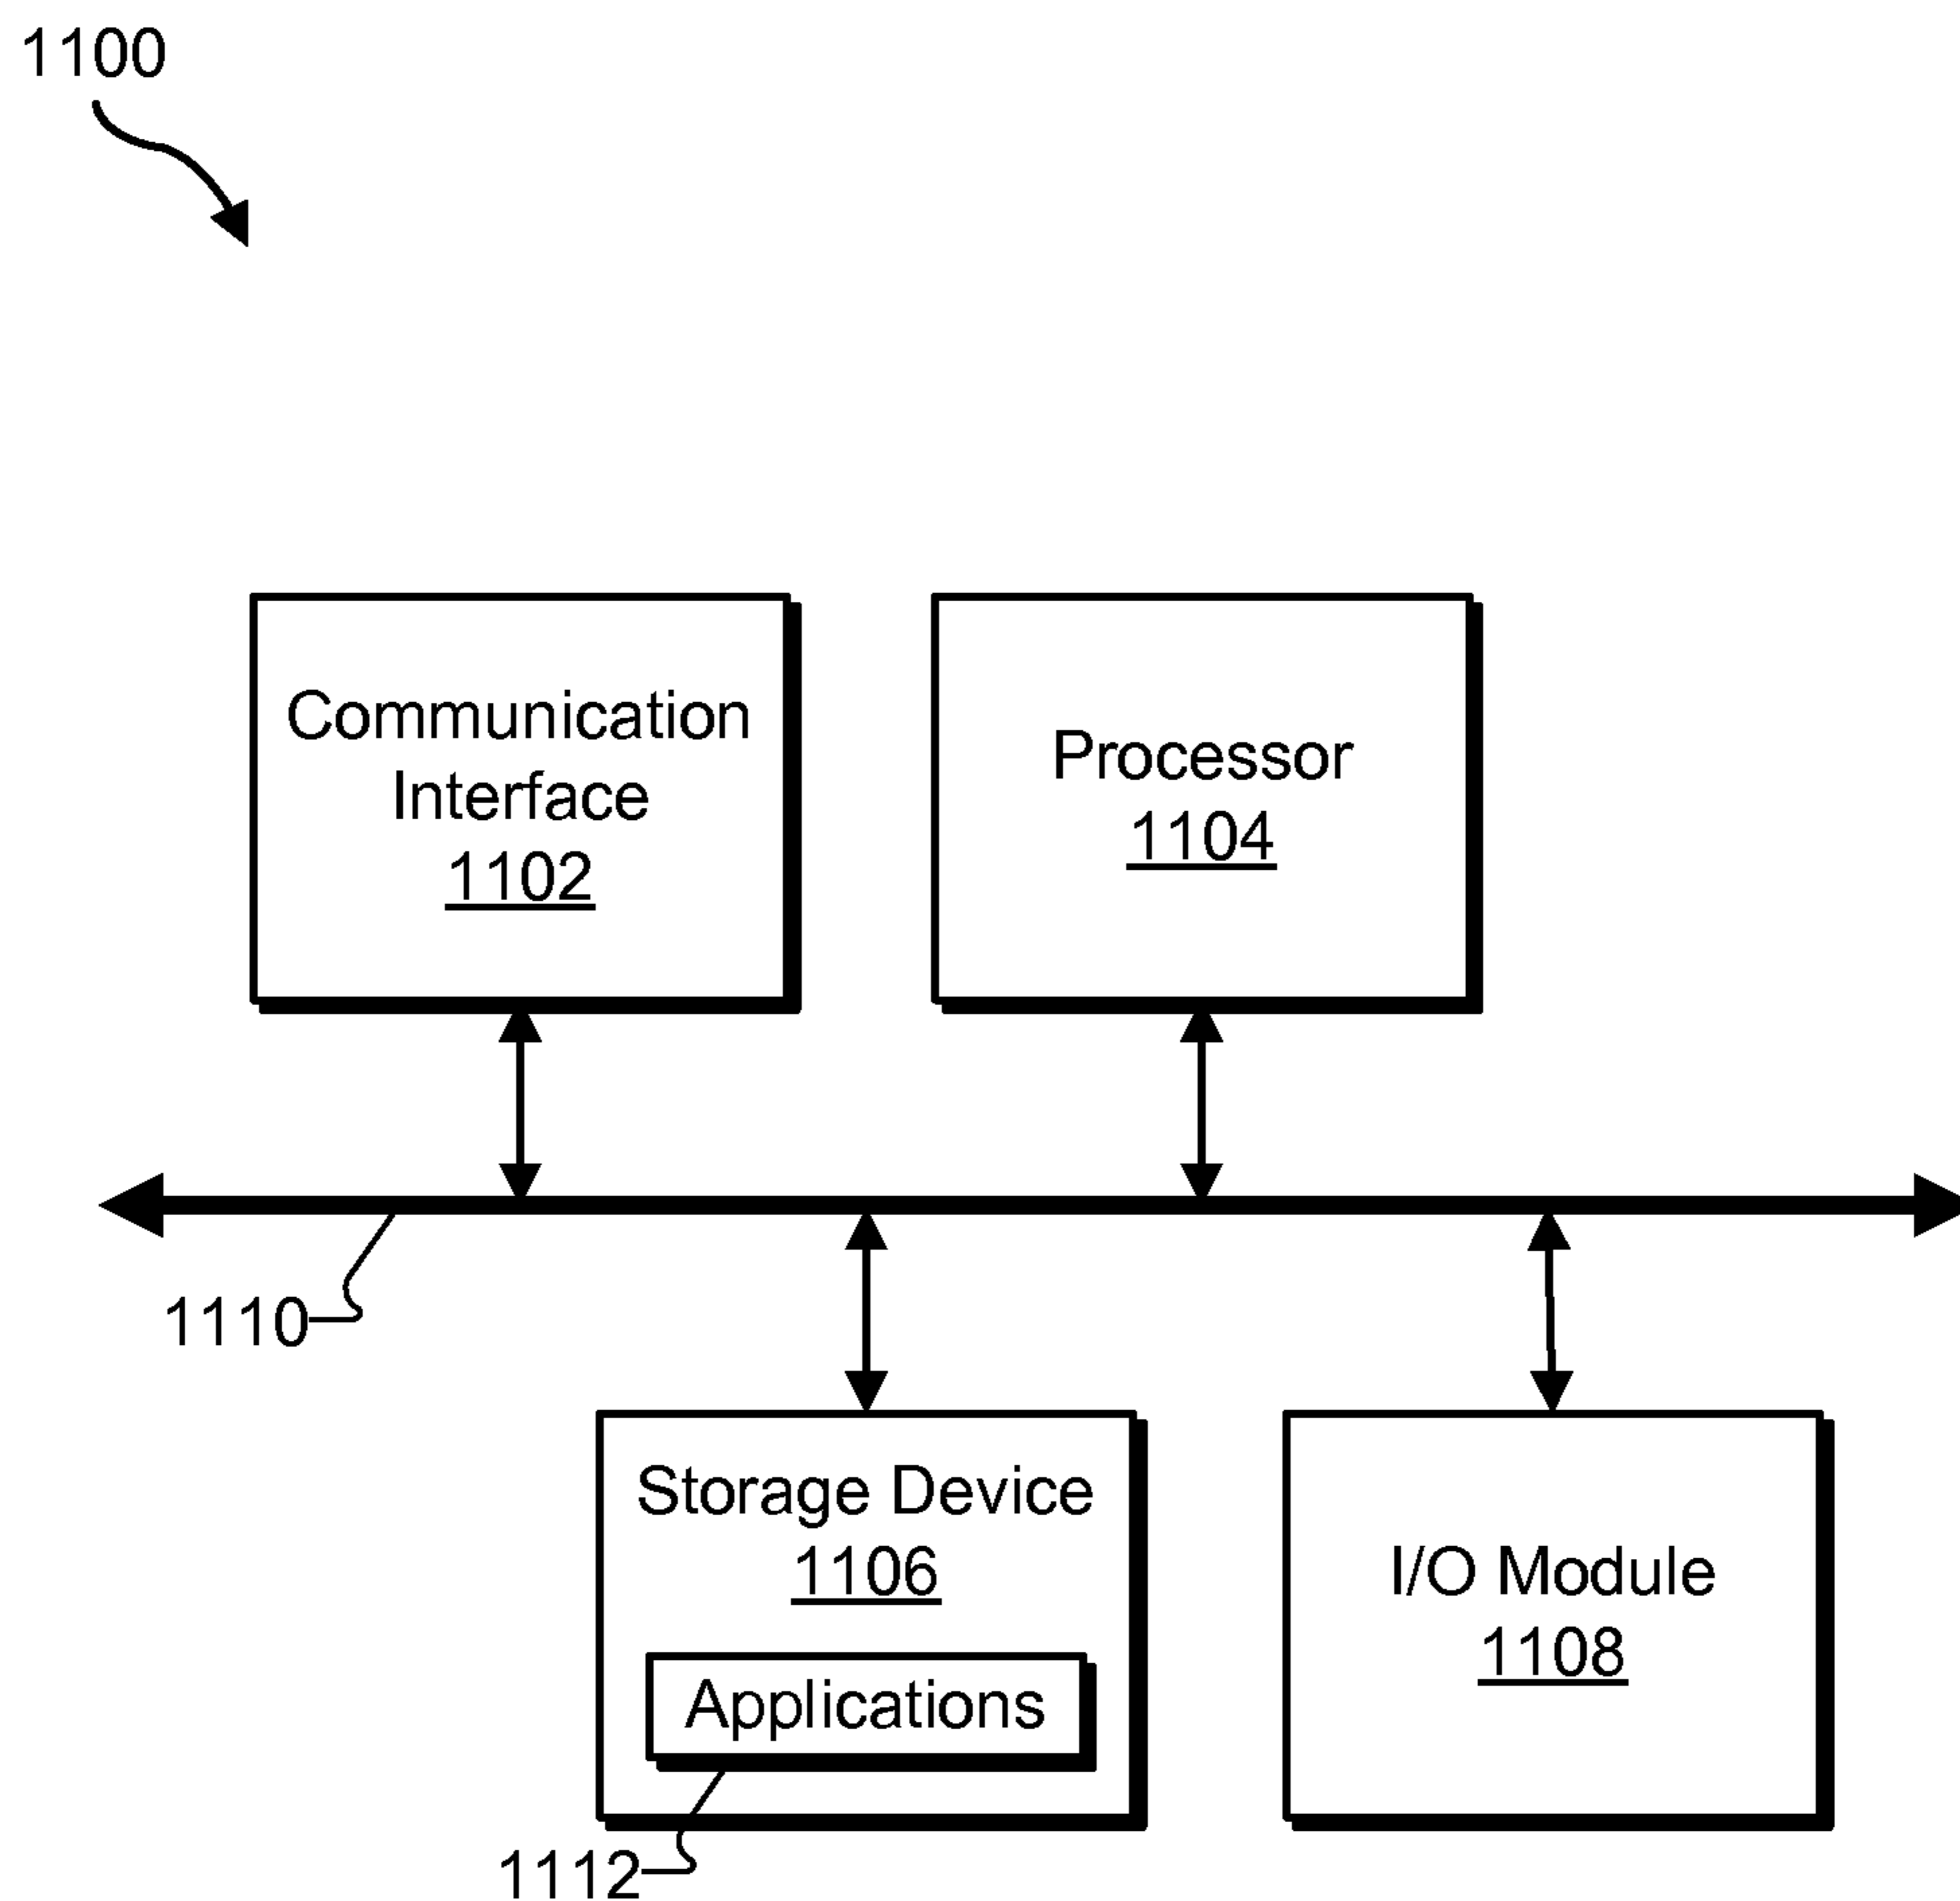 1100
Communication
Interface
1102
Processor
1104
1110
Storage Device
1106
Applications
1112
I/O Module
1108